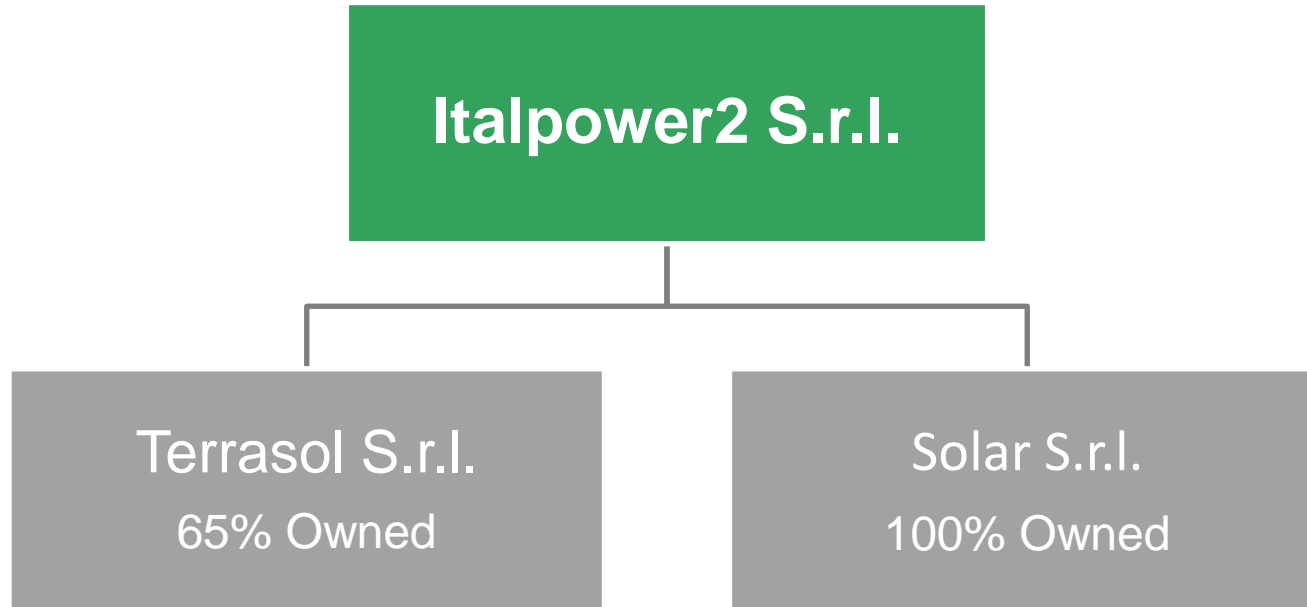 Italpower2 S.r.l.
Terrasol S.r.l.
65% Owned
Solar S.r.l.
100% Owned